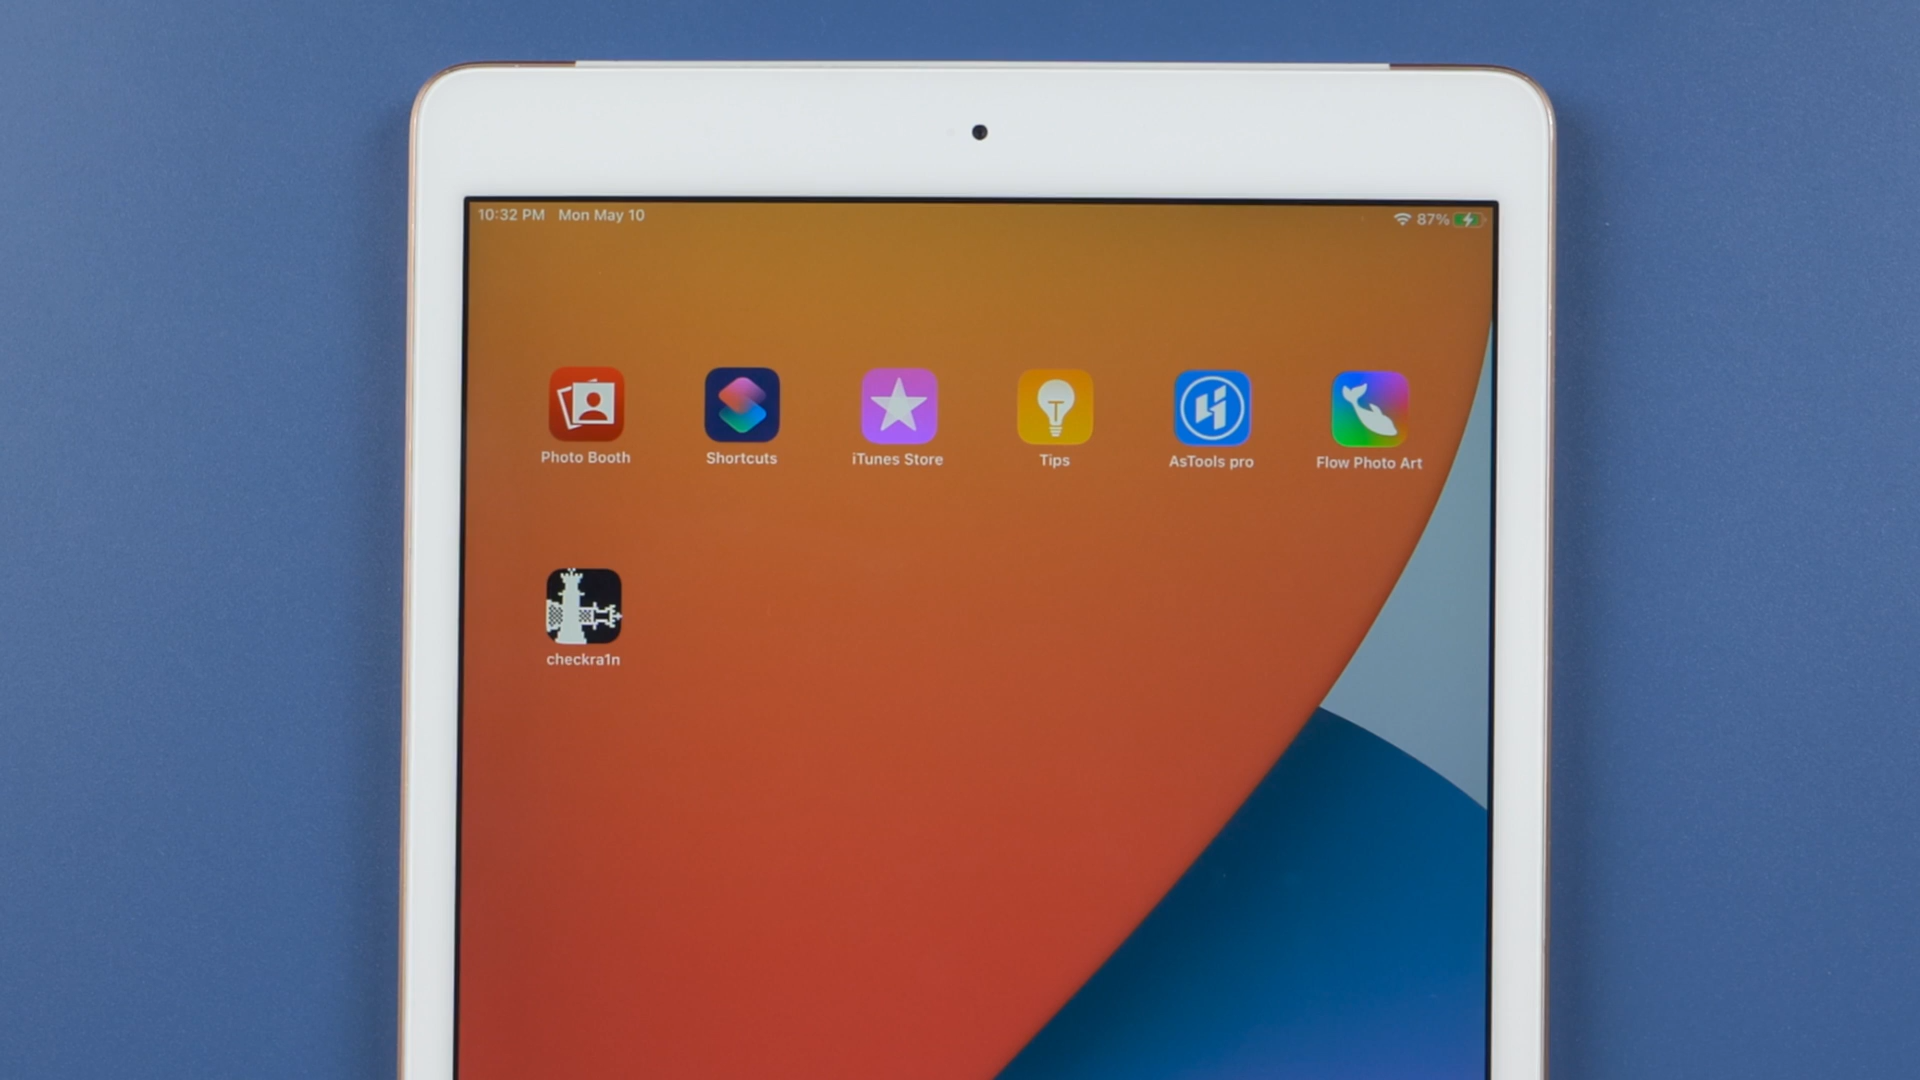 10:32 PM Mon May 10 87%
Photo Booth Shortcuts iTunes Store Tips AsTools pro Flow Photo Art
checkra1n